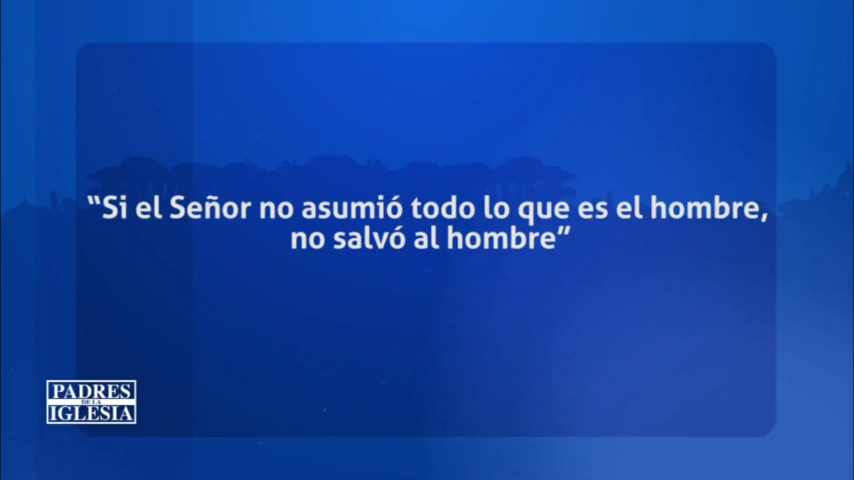 “Si el Señor no asumió todo lo que es el hombre,
no salvó al hombre”
PADRES
DE LA
IGLESIA